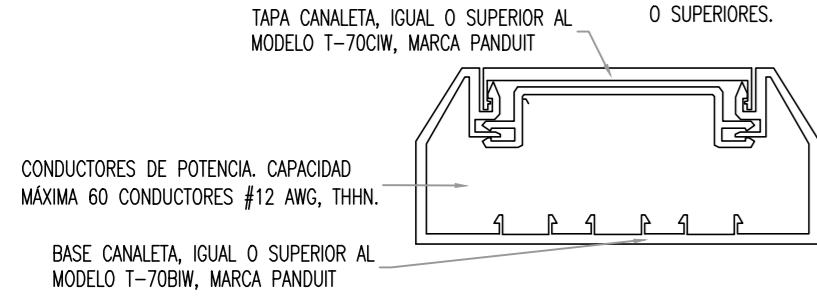 TAPA CANALETA, IGUAL O SUPERIOR AL
MODELO T-70CIW, MARCA PANDUIT
O SUPERIORES.
CONDUCTORES DE POTENCIA. CAPACIDAD
MÁXIMA 60 CONDUCTORES #12 AWG, THHN.
BASE CANALETA, IGUAL O SUPERIOR AL
MODELO T-70BIW, MARCA PANDUIT